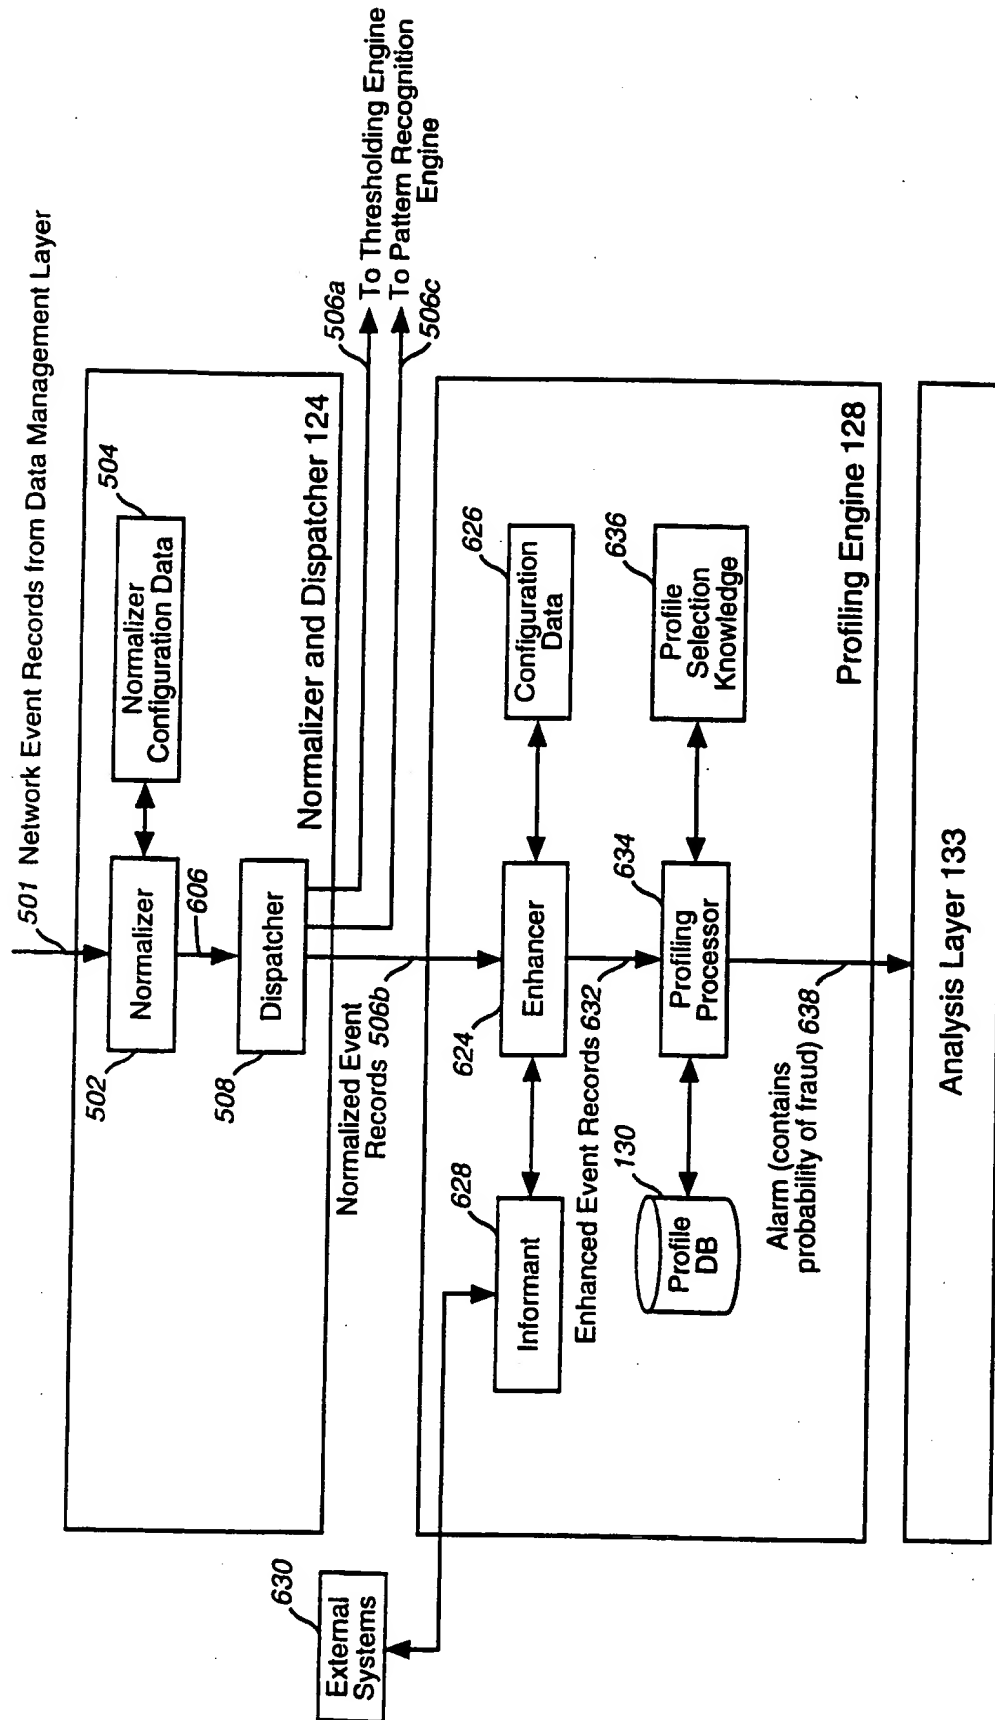 501 Network Event Records from Data Management Layer
502
Normalizer
Normalizer
Configuration Data
504
606
508
Dispatcher
Normalizer and Dispatcher 124
506a
To Thresholding Engine
To Pattern Recognition
Engine
506c
Normalized Event
Records 506b
630
External
Systems
628
Informant
624
Enhancer
626
Configuration
Data
Enhanced Event Records 632
130
Profile
DB
634
Profiling
Processor
636
Profile
Selection
Knowledge
Alarm (contains
probability of fraud) 638
Profiling Engine 128
Analysis Layer 133